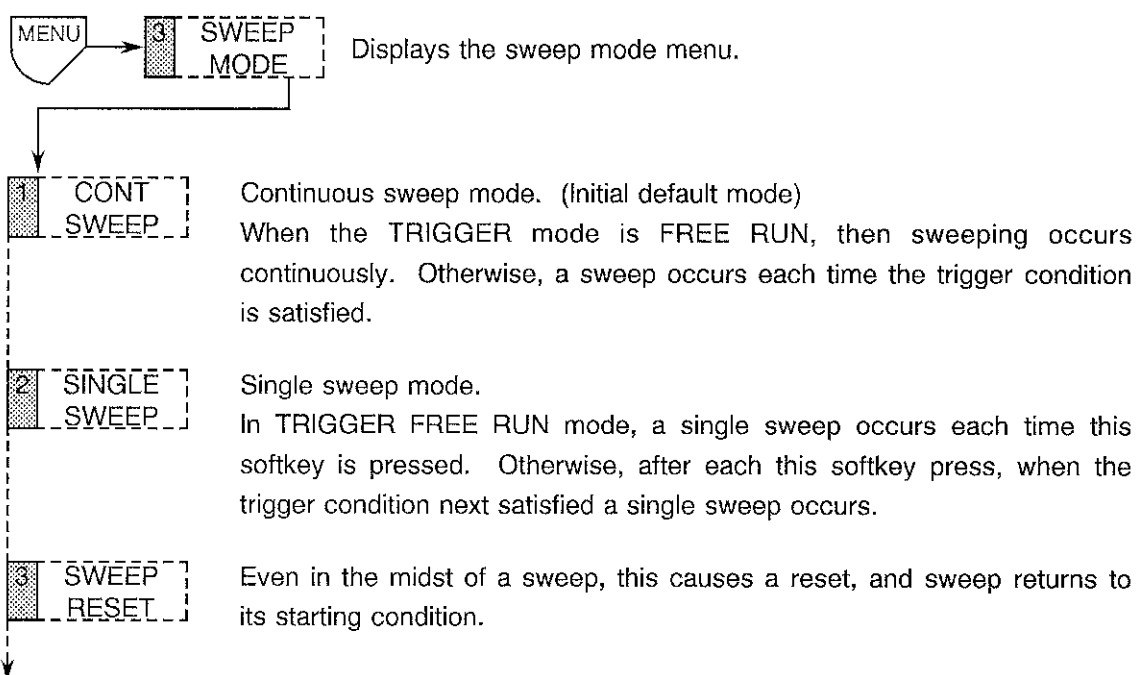 MENU
3 SWEEP
MODE
Displays the sweep mode menu.
1 CONT
SWEEP
Continuous sweep mode. (Initial default mode)
When the TRIGGER mode is FREE RUN, then sweeping occurs
continuously. Otherwise, a sweep occurs each time the trigger condition
is satisfied.
2 SINGLE
SWEEP
Single sweep mode.
In TRIGGER FREE RUN mode, a single sweep occurs each time this
softkey is pressed. Otherwise, after each this softkey press, when the
trigger condition next satisfied a single sweep occurs.
3 SWEEP
RESET
Even in the midst of a sweep, this causes a reset, and sweep returns to
its starting condition.